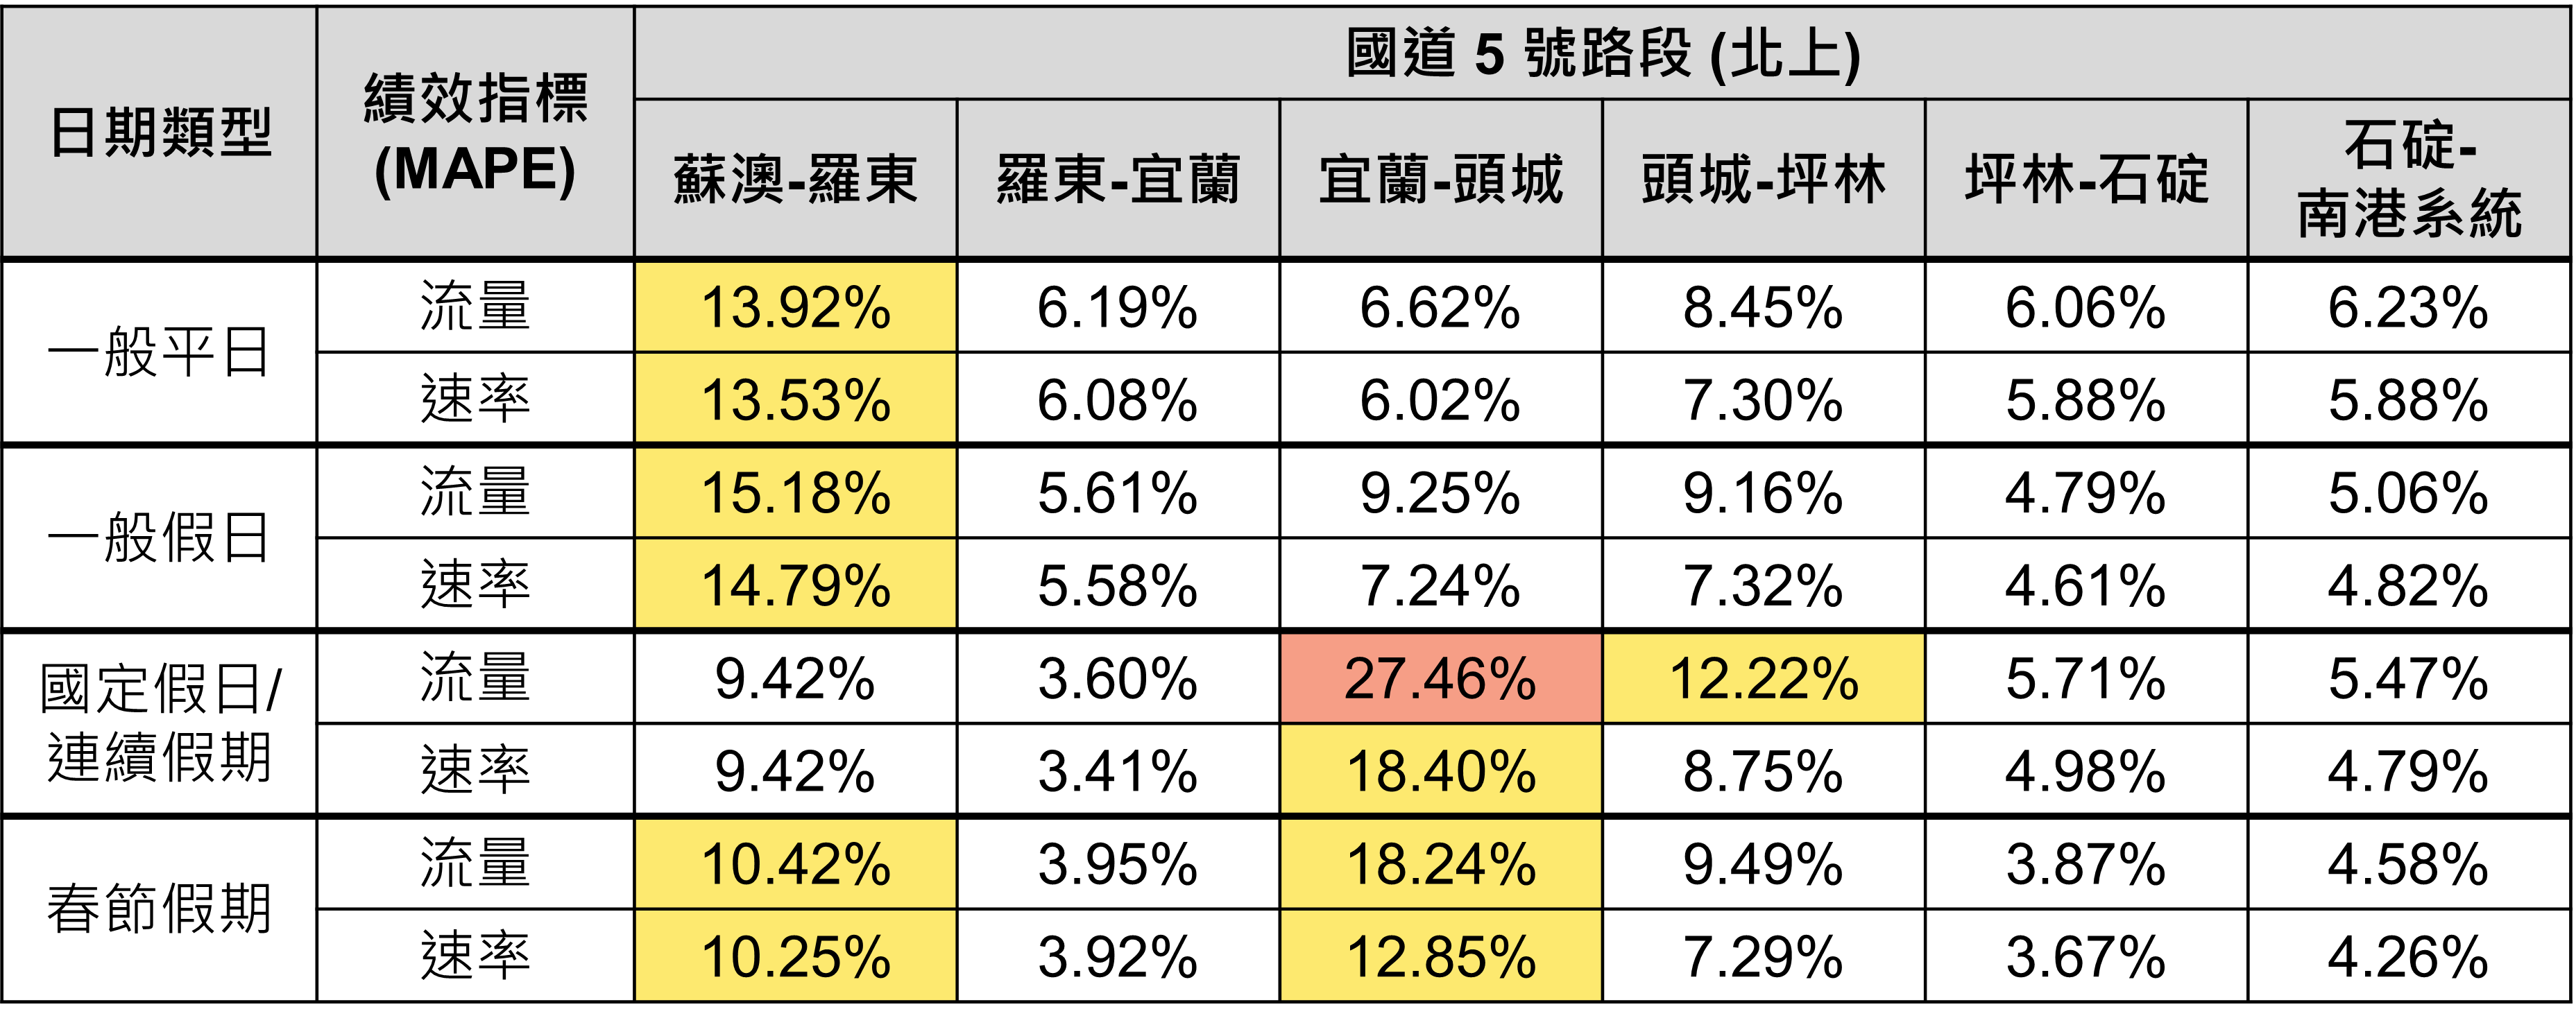 國道 5 號路段 (北上)
日期類型
績效指標
(MAPE)
蘇澳-羅東
羅東-宜蘭
宜蘭-頭城
頭城-坪林
坪林-石碇
石碇-
南港系統
一般平日
流量 13.92% 6.19% 6.62% 8.45% 6.06% 6.23%
速率 13.53% 6.08% 6.02% 7.30% 5.88% 5.88%
一般假日
流量 15.18% 5.61% 9.25% 9.16% 4.79% 5.06%
速率 14.79% 5.58% 7.24% 7.32% 4.61% 4.82%
國定假日/
連續假期
流量 9.42% 3.60% 27.46% 12.22% 5.71% 5.47%
速率 9.42% 3.41% 18.40% 8.75% 4.98% 4.79%
春節假期
流量 10.42% 3.95% 18.24% 9.49% 3.87% 4.58%
速率 10.25% 3.92% 12.85% 7.29% 3.67% 4.26%